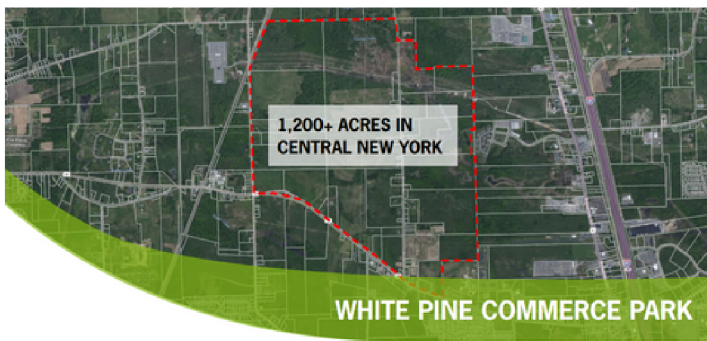 1,200+ ACRES IN
CENTRAL NEW YORK
WHITE PINE COMMERCE PARK